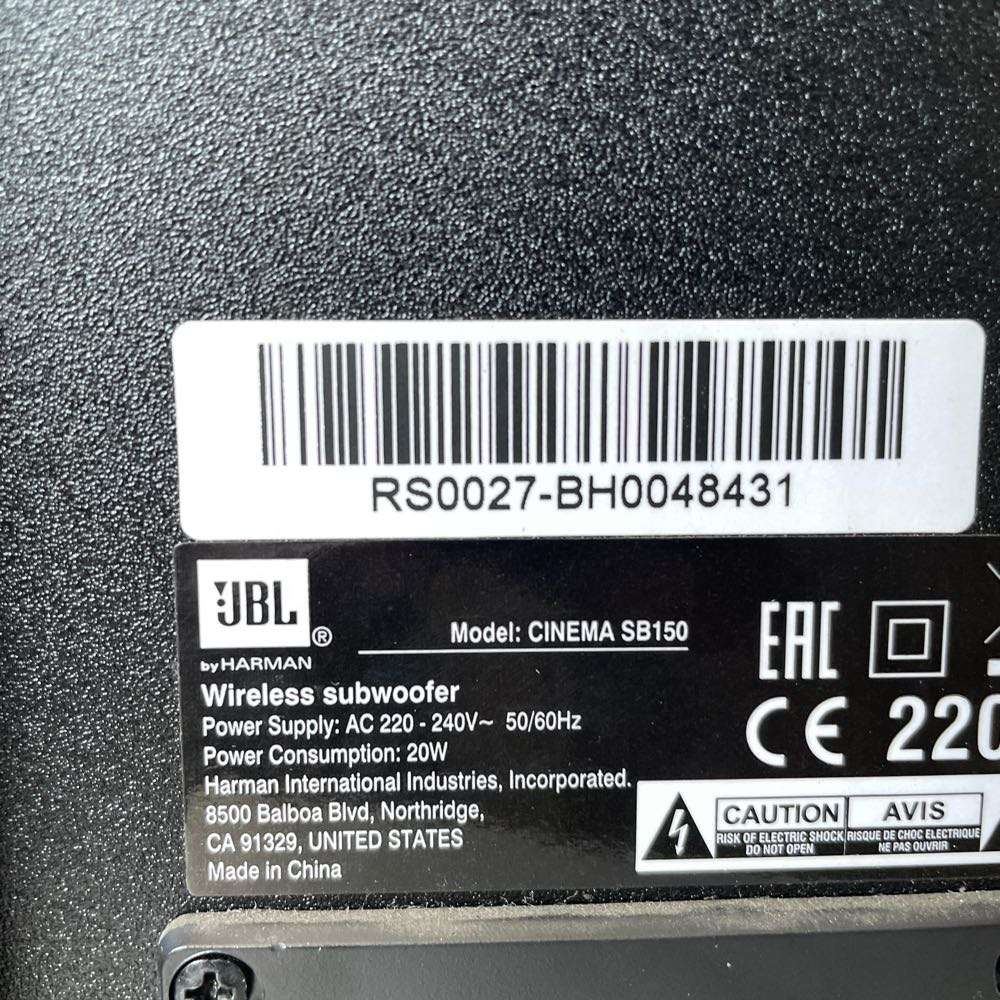 RS0027-BH0048431
JBL ®
by HARMAN
Model: CINEMA SB150
EAC
Wireless subwoofer
Power Supply: AC 220 - 240V~ 50/60Hz
Power Consumption: 20W
Harman International Industries, Incorporated.
8500 Balboa Blvd, Northridge,
CA 91329, UNITED STATES
Made in China
CE 220
CAUTION
RISK OF ELECTRIC SHOCK
DO NOT OPEN
AVIS
RISQUE DE CHOC ELECTRIQUE
NE PAS OUVRIR